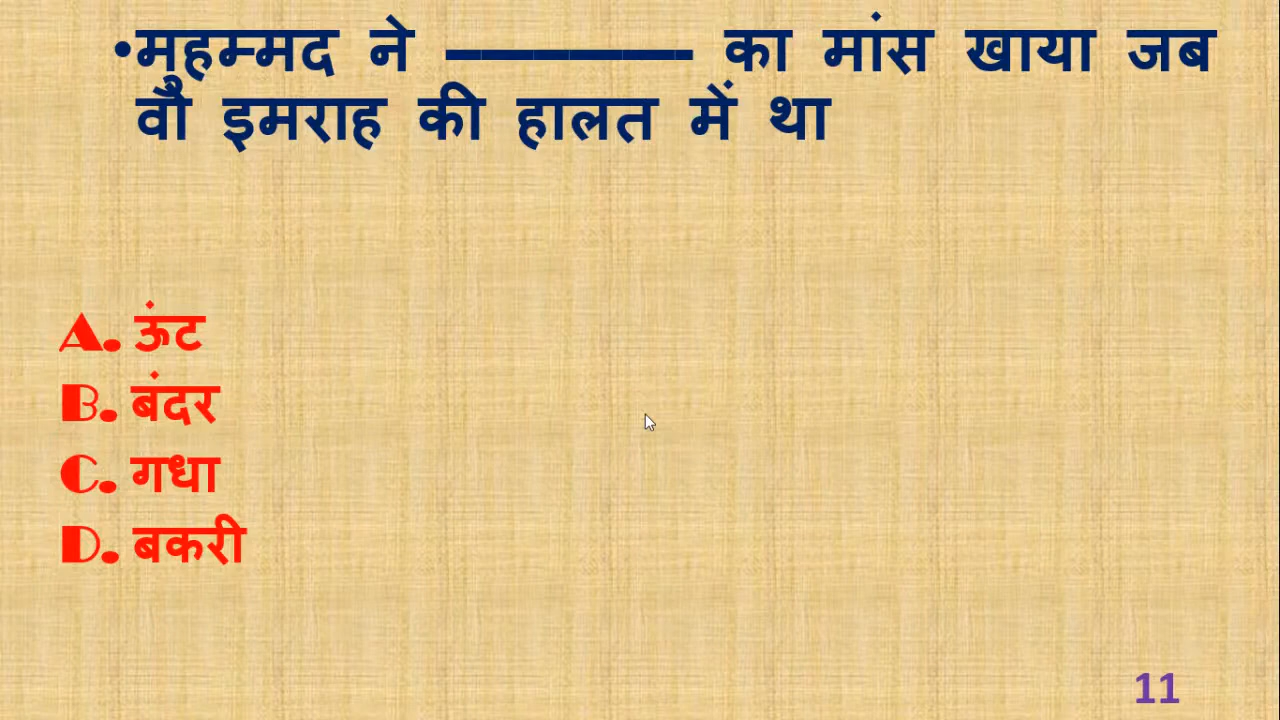 •मुहम्मद ने ------- का मांस खाया जब
वौ इमराह की हालत में था
A. ऊंट
B. बंदर
C. गधा
D. बकरी
11